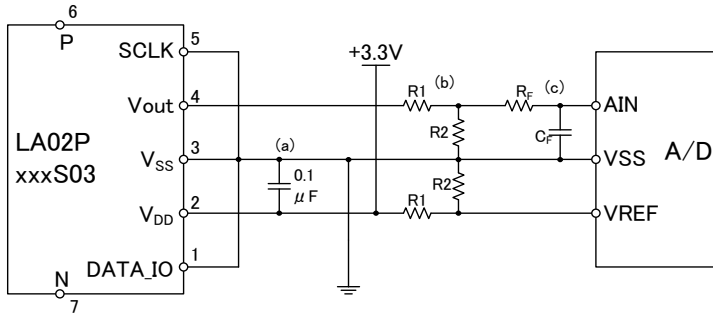 6
P
SCLK 5
+3.3V
R1 (b) RF (c)
Vout 4
AIN
LA02P
xxxS03
R2
CF
VSS 3 (a)
VSS
A/D
0.1
μF
R2
VDD 2
R1
VREF
DATA_IO 1
N
7